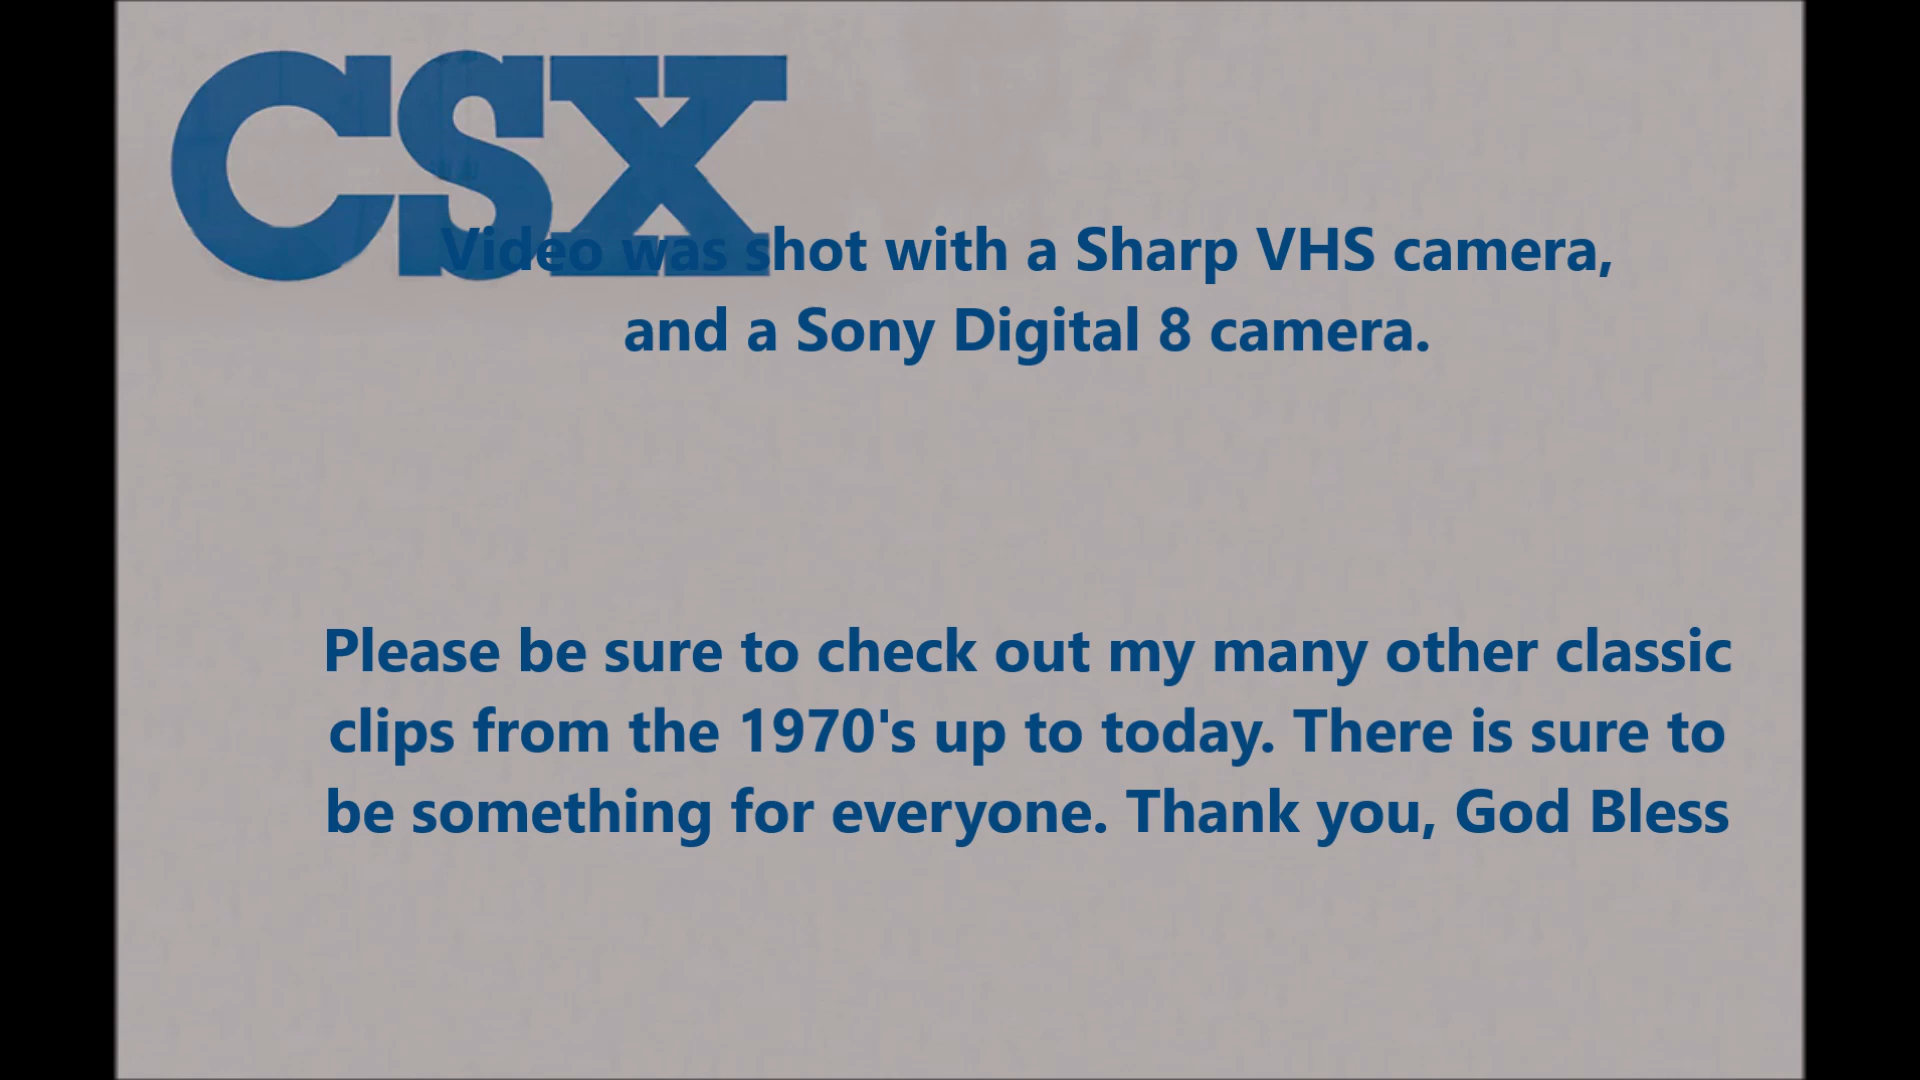 CSX
Video was shot with a Sharp VHS camera,
and a Sony Digital 8 camera.
Please be sure to check out my many other classic
clips from the 1970's up to today. There is sure to
be something for everyone. Thank you, God Bless